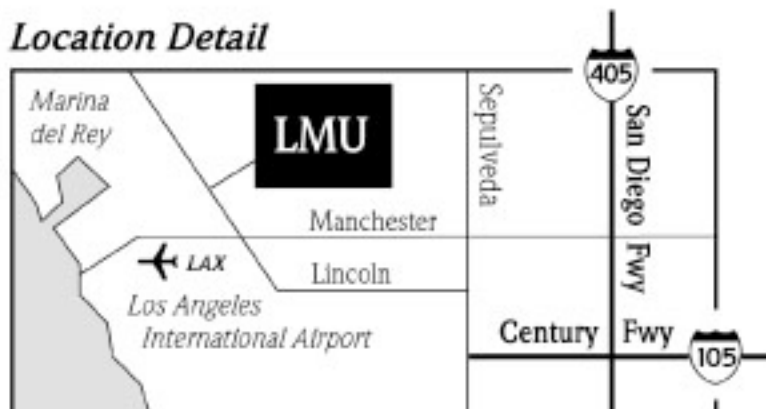 Location Detail
405
Marina
del Rey
LMU
Sepulveda
San Diego Fwy
Manchester
LAX
Lincoln
Los Angeles
International Airport
Century Fwy
105